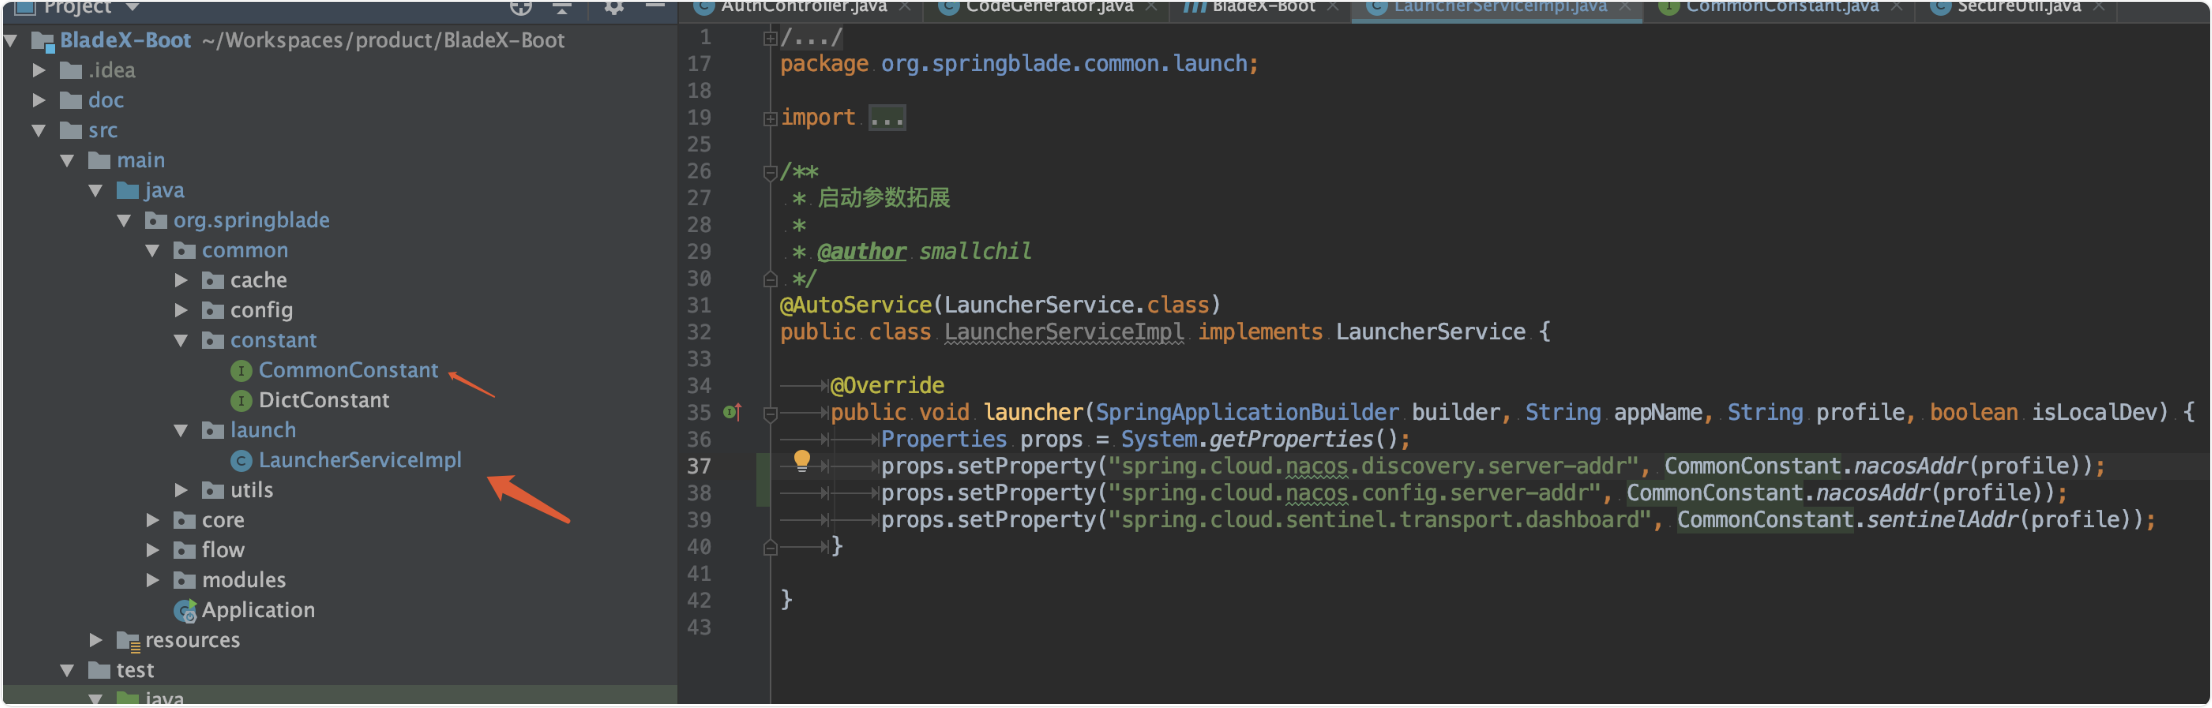 Project
BladeX-Boot ~/Workspaces/product/BladeX-Boot
.idea
doc
src
main
java
org.springblade
common
cache
config
constant
CommonConstant
DictConstant
launch
LauncherServiceImpl
utils
core
flow
modules
Application
resources
test
java
AuthController.java CodeGenerator.java BladeX-Boot LauncherServiceImpl.java CommonConstant.java SecureUtil.java
1 /.../
17 package org.springblade.common.launch;
18
19 import ...
25
26 /**
27 * 启动参数拓展
28 *
29 * @author smallchil
30 */
31 @AutoService(LauncherService.class)
32 public class LauncherServiceImpl implements LauncherService {
33
34 @Override
35 public void launcher(SpringApplicationBuilder builder, String appName, String profile, boolean isLocalDev) {
36 Properties props = System.getProperties();
37 props.setProperty("spring.cloud.nacos.discovery.server-addr", CommonConstant.nacosAddr(profile));
38 props.setProperty("spring.cloud.nacos.config.server-addr", CommonConstant.nacosAddr(profile));
39 props.setProperty("spring.cloud.sentinel.transport.dashboard", CommonConstant.sentinelAddr(profile));
40 }
41
42 }
43